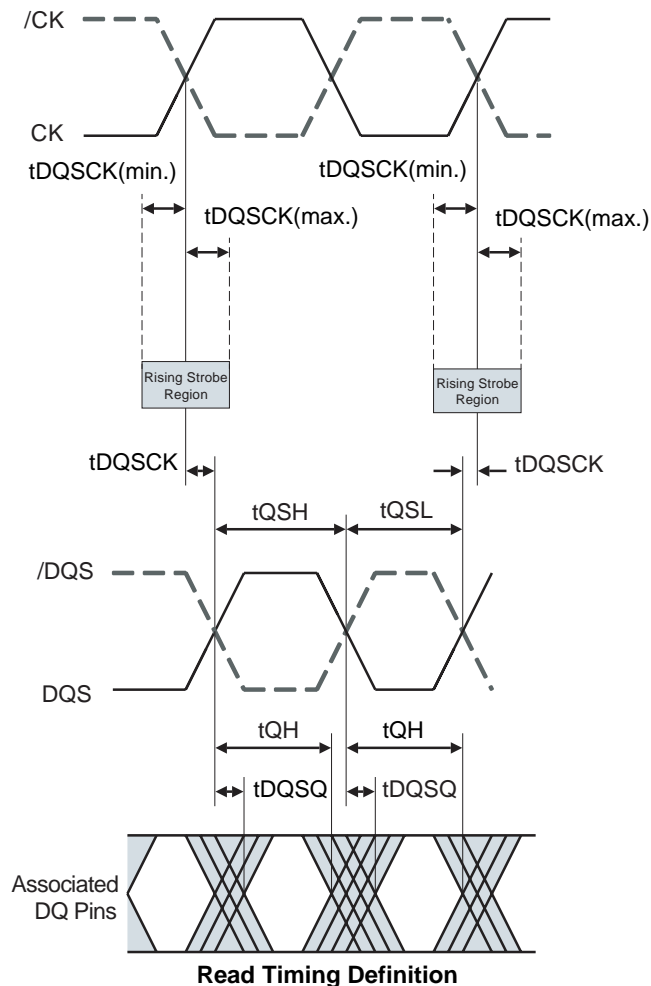 /CK
CK
tDQSCK(min.)
tDQSCK(min.)
tDQSCK(max.)
tDQSCK(max.)
Rising Strobe
Region
Rising Strobe
Region
tDQSCK
tDQSCK
tQSH
tQSL
/DQS
DQS
tQH
tQH
tDQSQ
tDQSQ
Associated
DQ Pins
Read Timing Definition